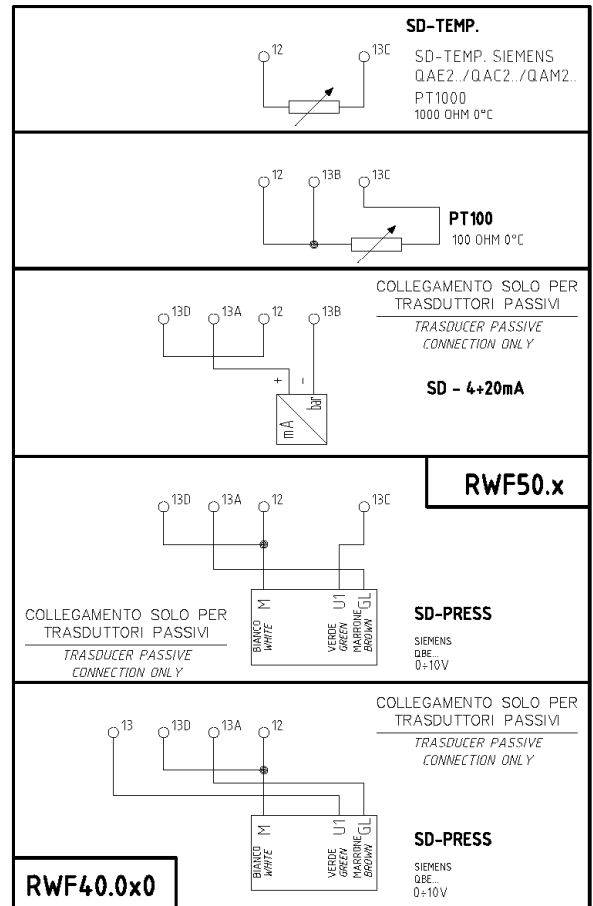 SD-TEMP.
12 13C
SD-TEMP. SIEMENS
QAE2../QAC2../QAM2..
PT1000
1000 OHM 0°C
12 13B 13C
PT100
100 OHM 0°C
COLLEGAMENTO SOLO PER
TRASDUTTORI PASSIVI
TRASDUCER PASSIVE
CONNECTION ONLY
13D 13A 12 13B
+ -
mA bar
SD - 4÷20mA
RWF50.x
13D 13A 12 13C
BIANCO
WHITE
M
VERDE
GREEN
U1
MARRONE
BROWN
GL
COLLEGAMENTO SOLO PER
TRASDUTTORI PASSIVI
TRASDUCER PASSIVE
CONNECTION ONLY
SD-PRESS
SIEMENS
QBE...
0÷10V
COLLEGAMENTO SOLO PER
TRASDUTTORI PASSIVI
TRASDUCER PASSIVE
CONNECTION ONLY
13 13D 13A 12
BIANCO
WHITE
M
VERDE
GREEN
U1
MARRONE
BROWN
GL
SD-PRESS
SIEMENS
QBE...
0÷10V
RWF40.0x0